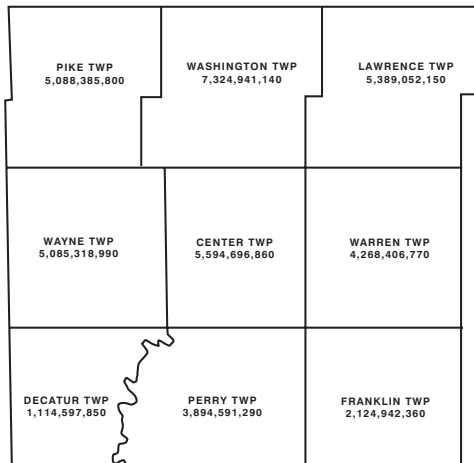 PIKE TWP
5,088,385,800
WASHINGTON TWP
7,324,941,140
LAWRENCE TWP
5,389,052,150
WAYNE TWP
5,085,318,990
CENTER TWP
5,594,696,860
WARREN TWP
4,268,406,770
DECATUR TWP
1,114,597,850
PERRY TWP
3,894,591,290
FRANKLIN TWP
2,124,942,360